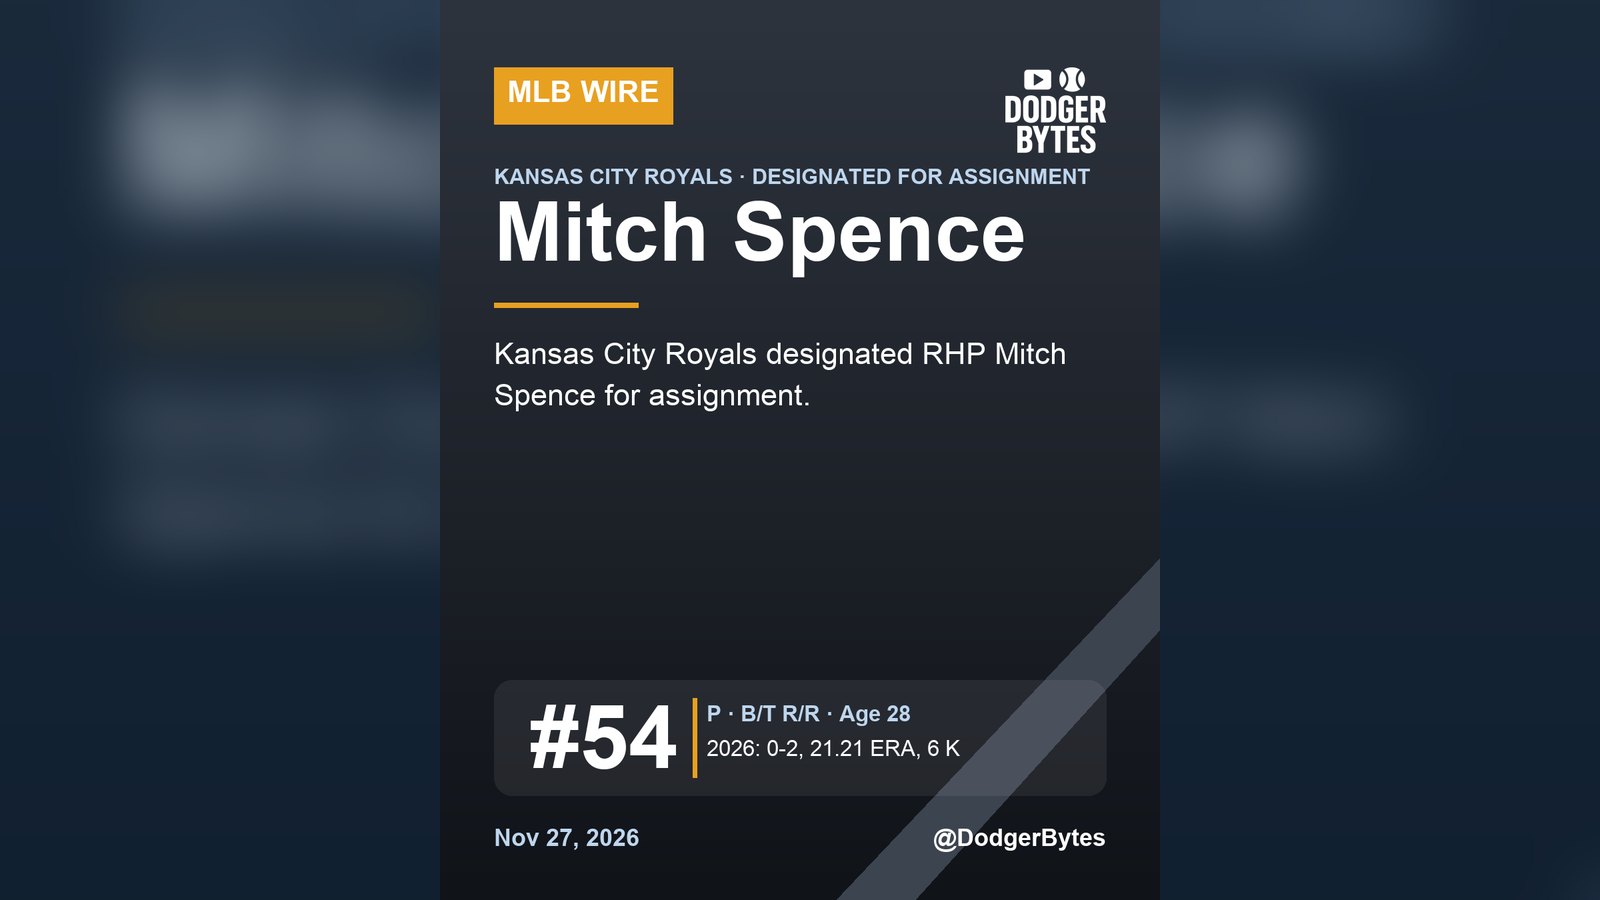 MLB WIRE
DODGER
BYTES
KANSAS CITY ROYALS · DESIGNATED FOR ASSIGNMENT
Mitch Spence
Kansas City Royals designated RHP Mitch
Spence for assignment.
#54
P · B/T R/R · Age 28
2026: 0-2, 21.21 ERA, 6 K
Nov 27, 2026
@DodgerBytes